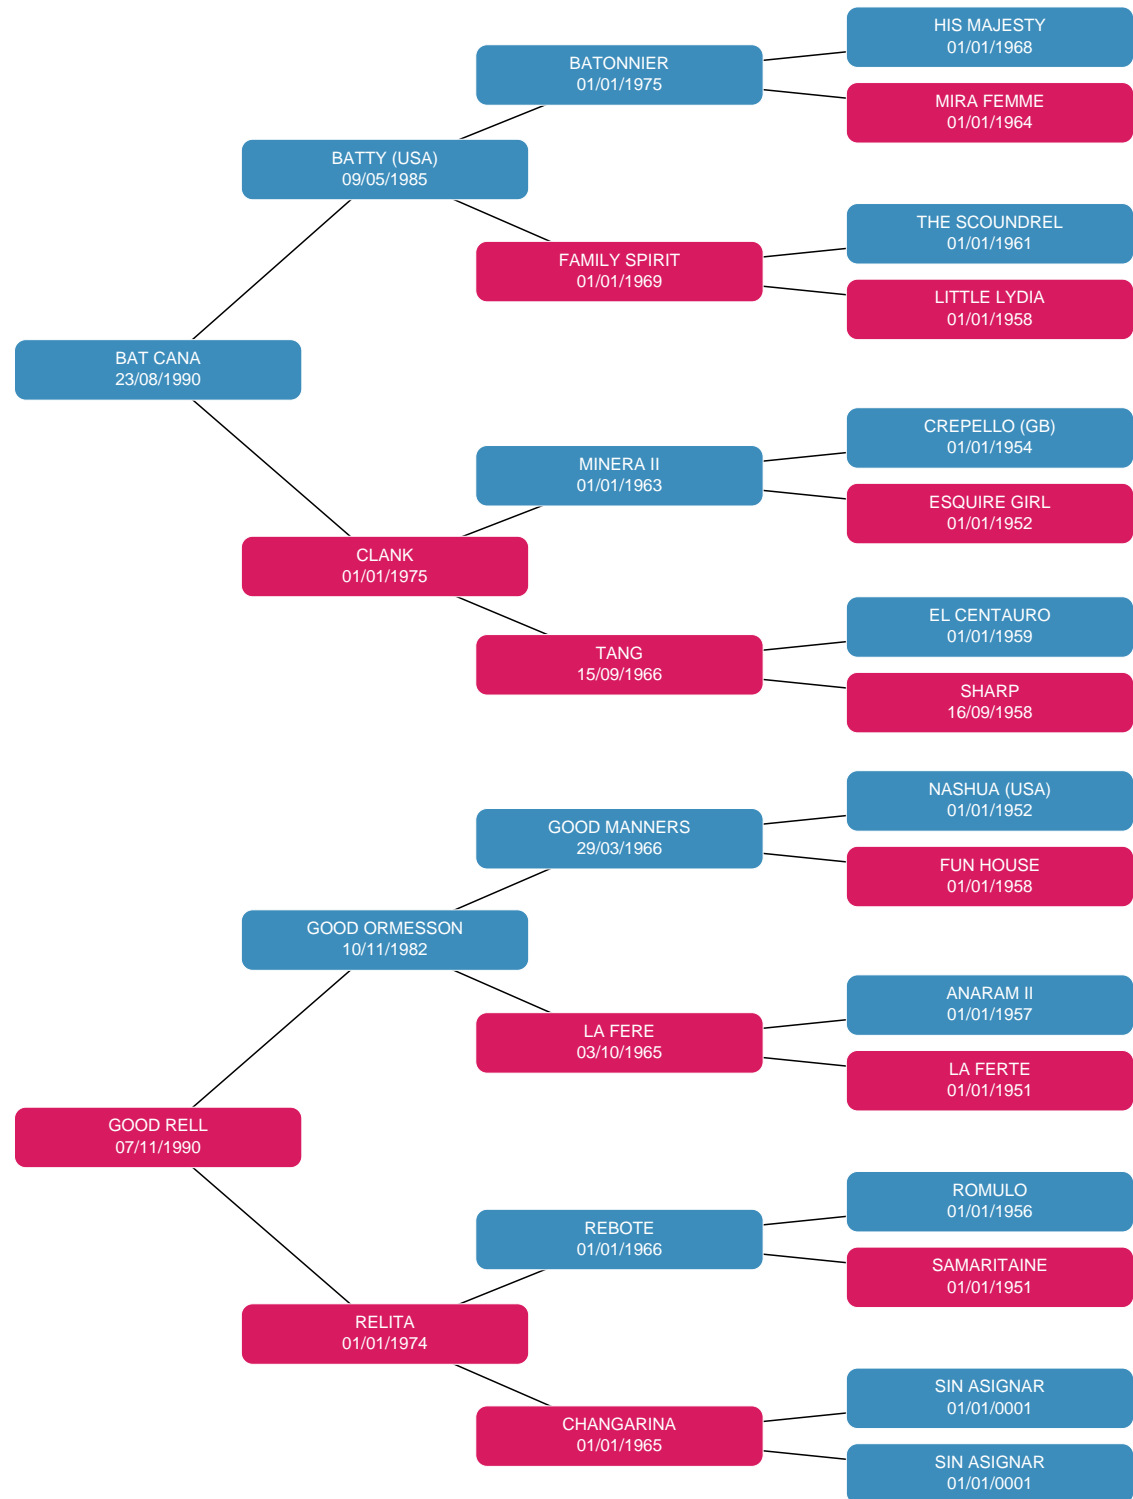 HIS MAJESTY
01/01/1968
BATONNIER
01/01/1975
MIRA FEMME
01/01/1964
BATTY (USA)
09/05/1985
THE SCOUNDREL
01/01/1961
FAMILY SPIRIT
01/01/1969
LITTLE LYDIA
01/01/1958
BAT CANA
23/08/1990
CREPELLO (GB)
01/01/1954
MINERA II
01/01/1963
ESQUIRE GIRL
01/01/1952
CLANK
01/01/1975
EL CENTAURO
01/01/1959
TANG
15/09/1966
SHARP
16/09/1958
NASHUA (USA)
01/01/1952
GOOD MANNERS
29/03/1966
FUN HOUSE
01/01/1958
GOOD ORMESSON
10/11/1982
ANARAM II
01/01/1957
LA FERE
03/10/1965
LA FERTE
01/01/1951
GOOD RELL
07/11/1990
ROMULO
01/01/1956
REBOTE
01/01/1966
SAMARITAINE
01/01/1951
RELITA
01/01/1974
SIN ASIGNAR
01/01/0001
CHANGARINA
01/01/1965
SIN ASIGNAR
01/01/0001